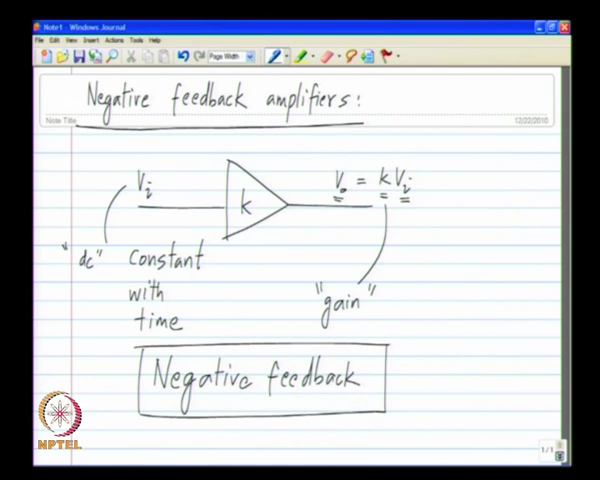 Note1 - Windows Journal
File Edit View Insert Actions Tools Help
Page Width
Negative feedback amplifiers:
Note Title
12/22/2010
Vi
k
Vo = kVi
"dc" constant
with
time
"gain"
Negative feedback
NPTEL
1/1